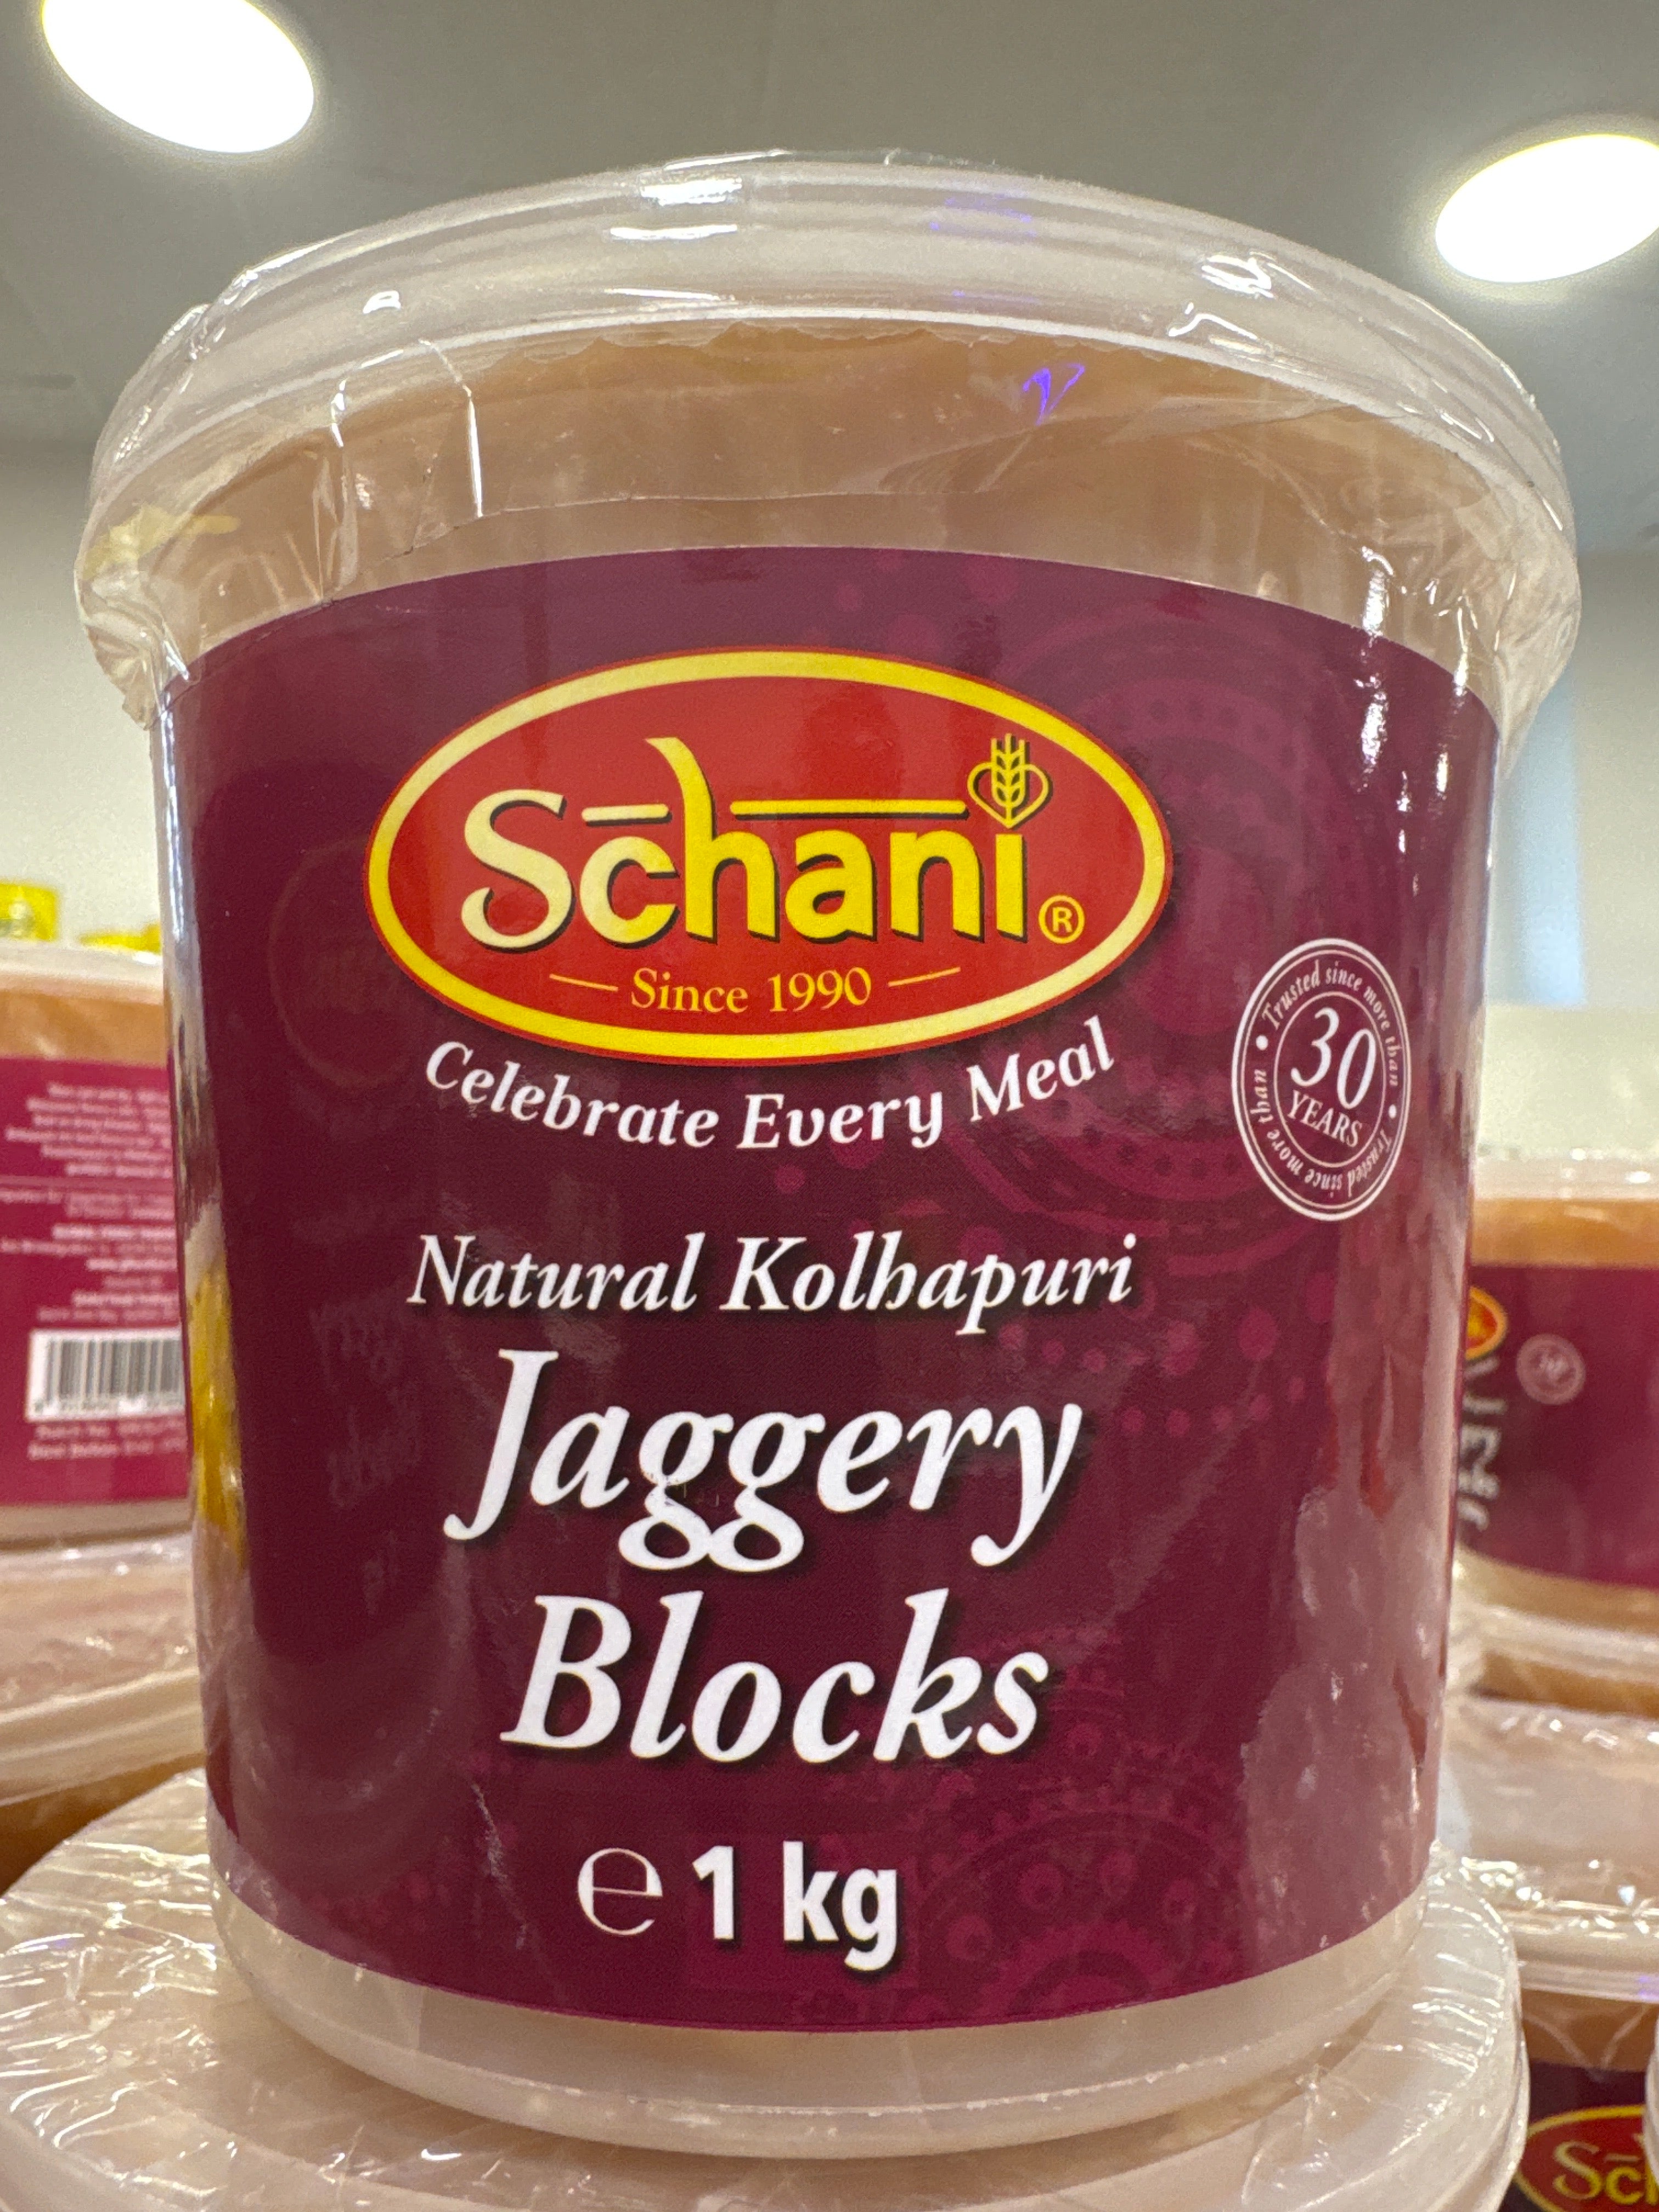 Schani®
Since 1990
Celebrate Every Meal
Trusted since more than • Trusted since more than •
30
YEARS
Natural Kolhapuri
Jaggery
Blocks
℮ 1 kg